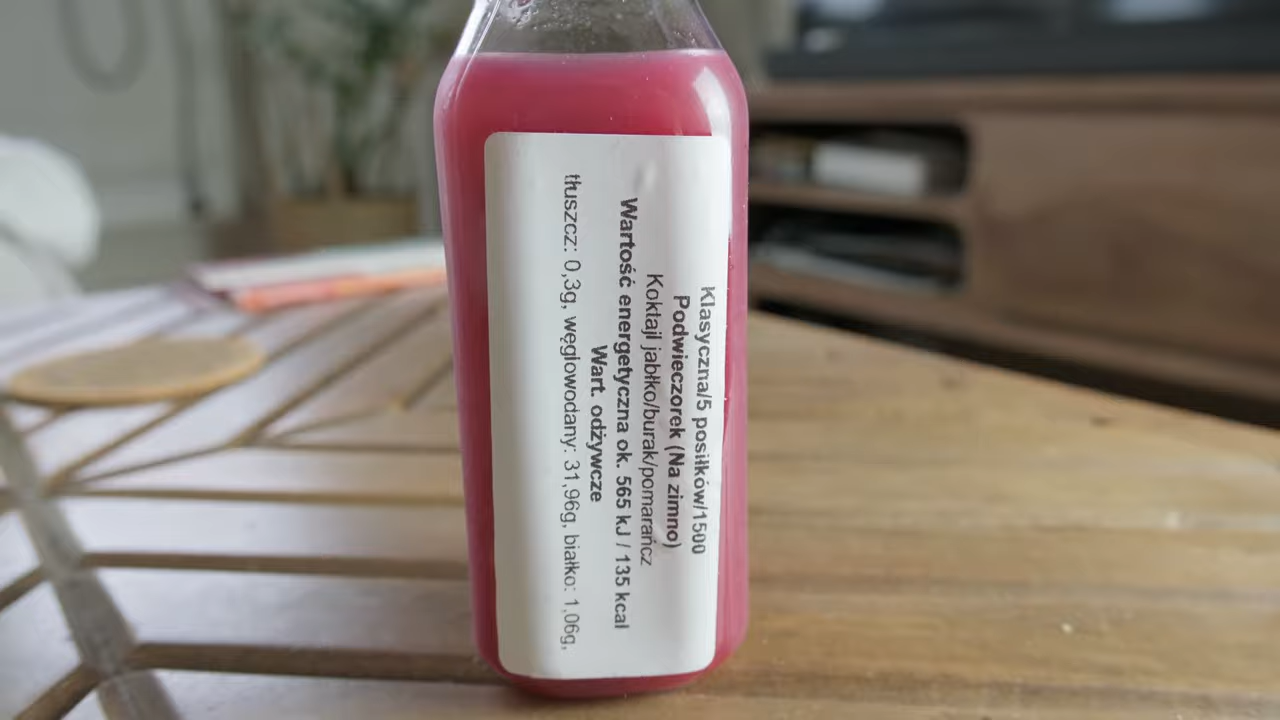 Klasyczna/5 posiłków/1500
Podwieczorek (Na zimno)
Koktajl jabłko/burak/pomarańcz
Wartość energetyczna ok. 565 kJ / 135 kcal
Wart. odżywcze
tłuszcz: 0,3g, węglowodany: 31,96g, białko: 1,06g,